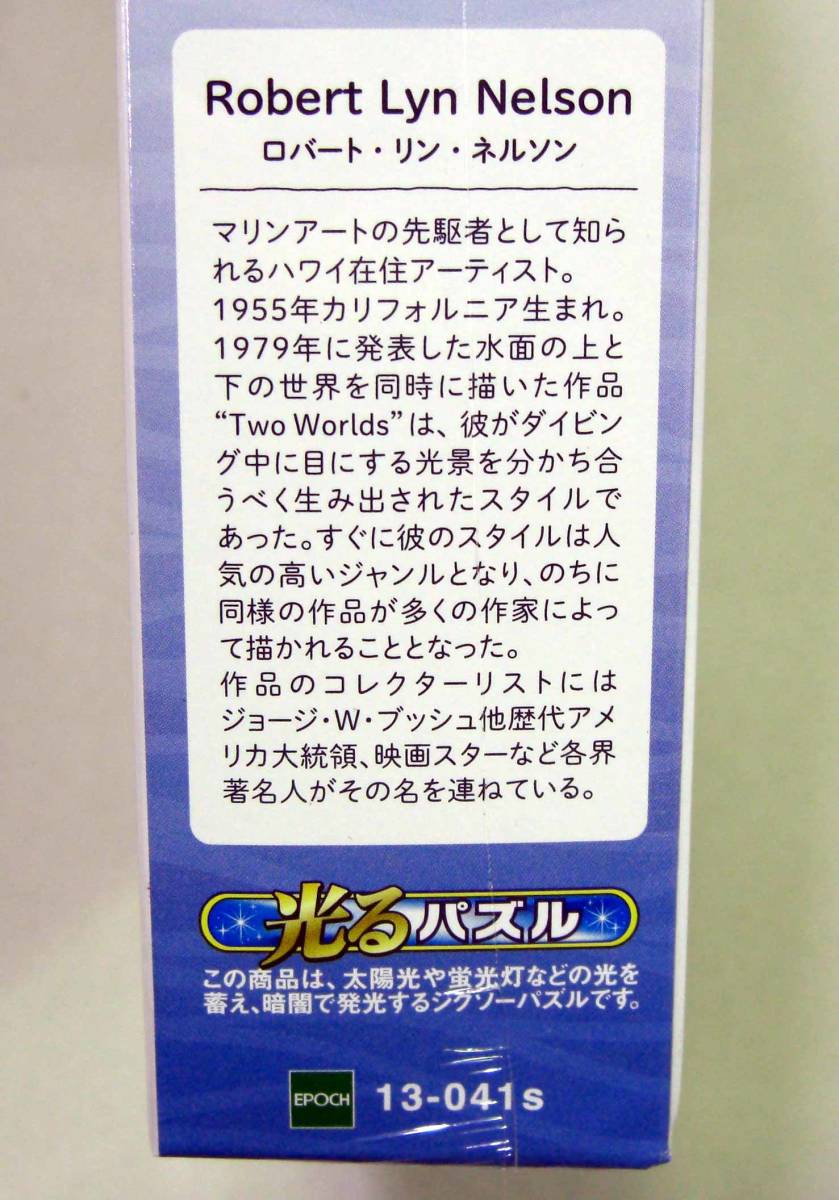 Robert Lyn Nelson
ロバート・リン・ネルソン
マリンアートの先駆者として知ら
れるハワイ在住アーティスト。
1955年カリフォルニア生まれ。
1979年に発表した水面の上と
下の世界を同時に描いた作品
“Two Worlds”は、彼がダイビン
グ中に目にする光景を分かち合
うべく生み出されたスタイルで
あった。すぐに彼のスタイルは人
気の高いジャンルとなり、のちに
同様の作品が多くの作家によっ
て描かれることとなった。
作品のコレクターリストには
ジョージ・W・ブッシュ他歴代アメ
リカ大統領、映画スターなど各界
著名人がその名を連ねている。
光るパズル
この商品は、太陽光や蛍光灯などの光を
蓄え、暗闇で発光するジグソーパズルです。
EPOCH 13-041s